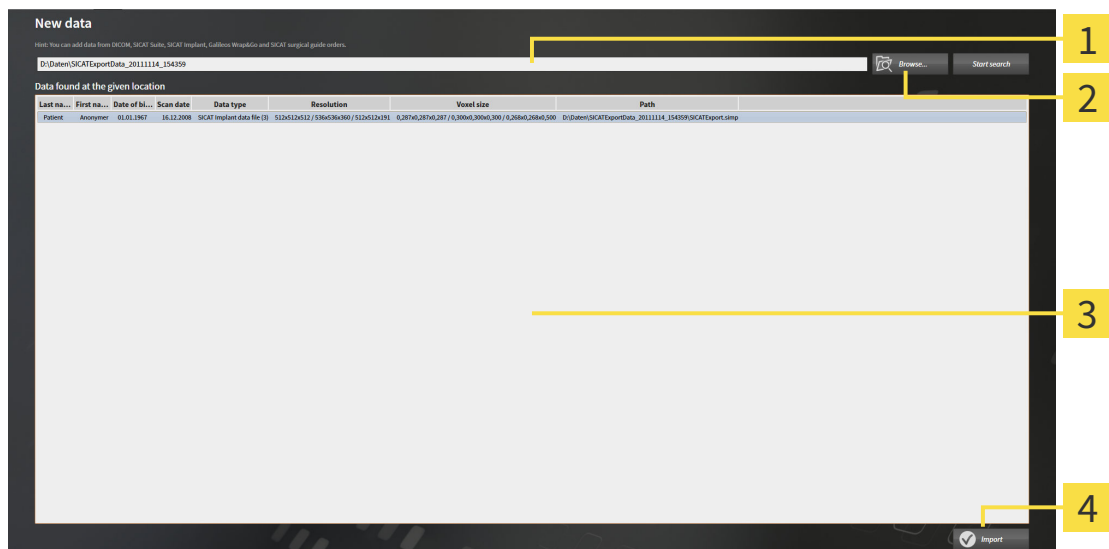 New data
Hint: You can add data from DICOM, SICAT Suite, SICAT Implant, Galileos Wrap&Go and SICAT surgical guide orders.
D:\Daten\SICATExportData_20111114_154359
Browse...
Start search
Data found at the given location
Last na... First na... Date of bi... Scan date Data type Resolution Voxel size Path
Patient Anonymer 01.01.1967 16.12.2008 SICAT Implant data file (3) 512x512x512 / 536x536x360 / 512x512x191 0,287x0,287x0,287 / 0,300x0,300x0,300 / 0,268x0,268x0,500 D:\Daten\SICATExportData_20111114_154359\SICATExport.simp
Import
1
2
3
4